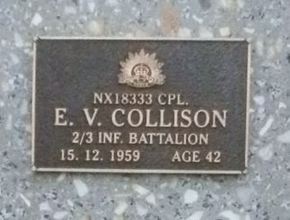 NX18333 CPL.
E. V. COLLISON
2/3 INF. BATTALION
15. 12. 1959 AGE 42